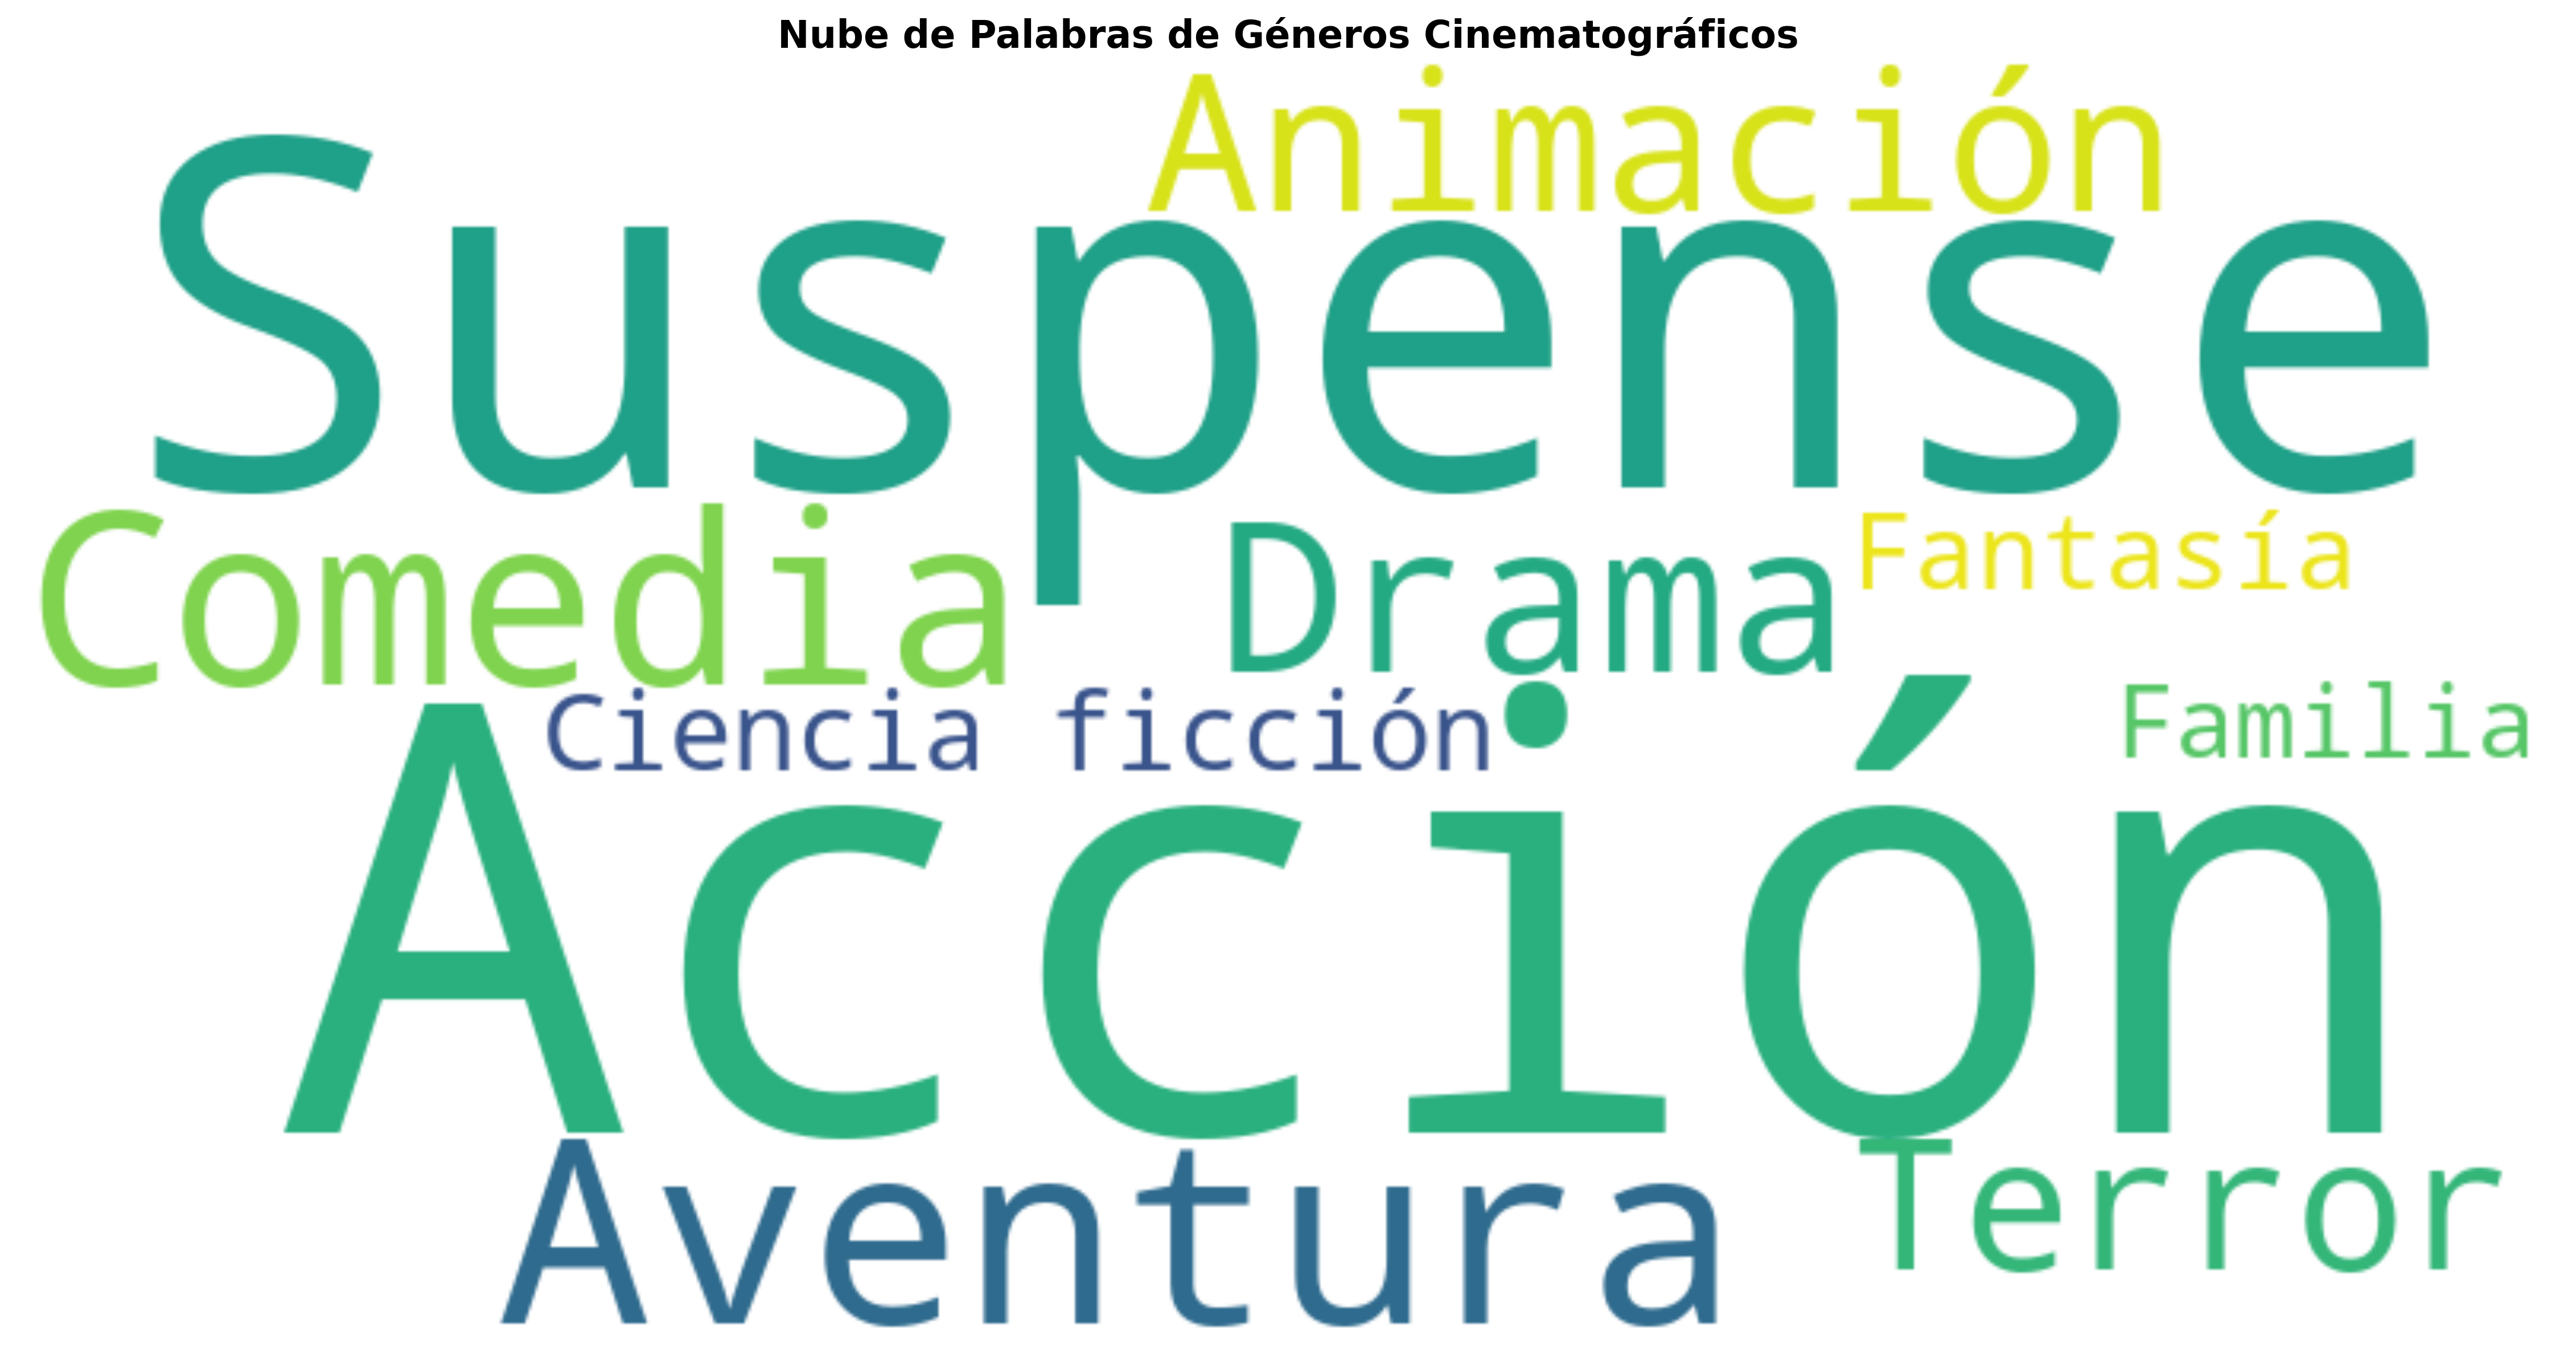 Nube de Palabras de Géneros Cinematográficos
Animación
Suspense
Comedia
Drama
Fantasía
Ciencia ficción
Familia
Acción
Aventura
Terror